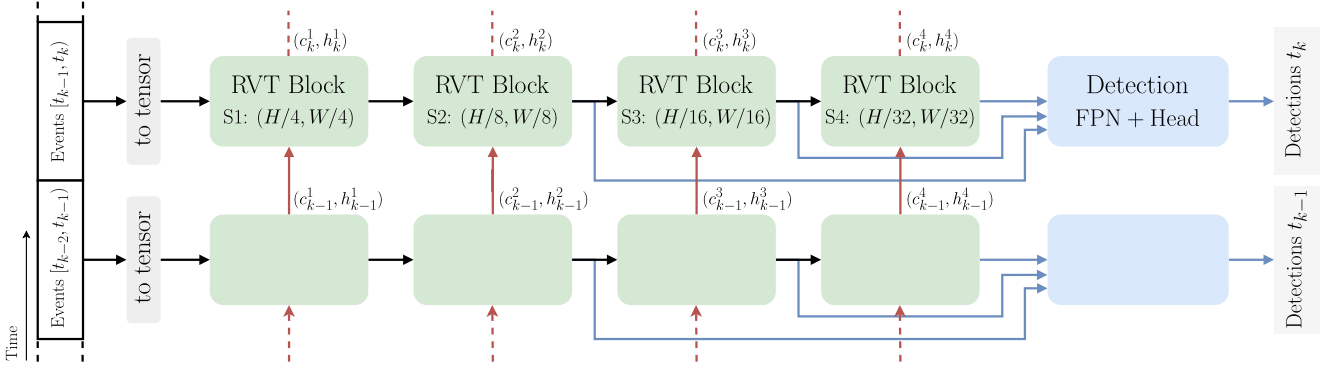 Events [t_{k−1}, t_k)
to tensor
(c_k^1, h_k^1)
RVT Block
S1: (H/4, W/4)
(c_k^2, h_k^2)
RVT Block
S2: (H/8, W/8)
(c_k^3, h_k^3)
RVT Block
S3: (H/16, W/16)
(c_k^4, h_k^4)
RVT Block
S4: (H/32, W/32)
Detection
FPN + Head
Detections t_k
Time
Events [t_{k−2}, t_{k−1})
to tensor
(c_{k−1}^1, h_{k−1}^1)
(c_{k−1}^2, h_{k−1}^2)
(c_{k−1}^3, h_{k−1}^3)
(c_{k−1}^4, h_{k−1}^4)
Detections t_{k−1}